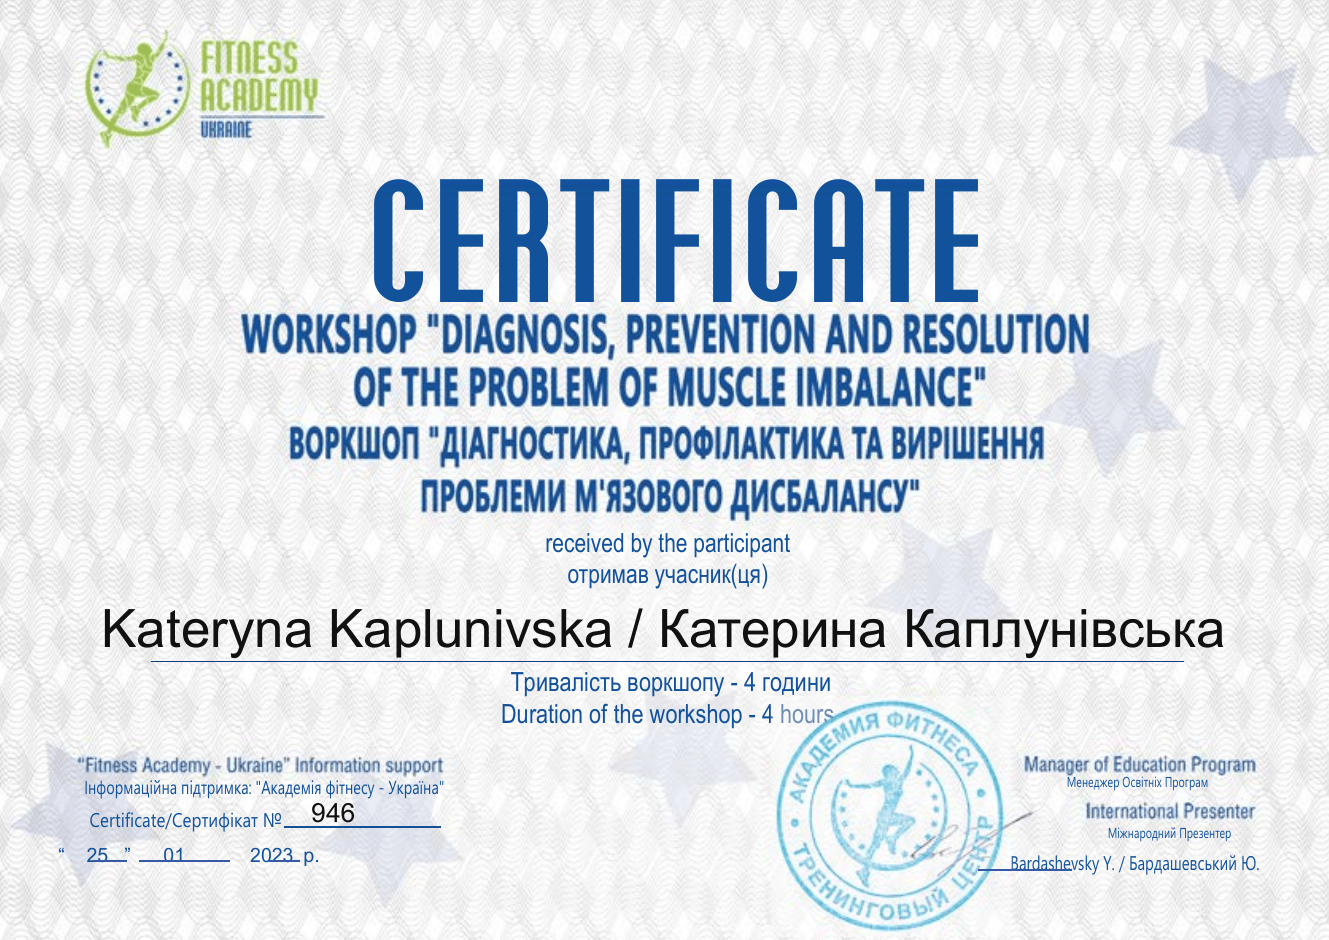 FITNESS
ACADEMY
UKRAINE
CERTIFICATE
WORKSHOP "DIAGNOSIS, PREVENTION AND RESOLUTION
OF THE PROBLEM OF MUSCLE IMBALANCE"
ВОРКШОП "ДІАГНОСТИКА, ПРОФІЛАКТИКА ТА ВИРІШЕННЯ
ПРОБЛЕМИ М'ЯЗОВОГО ДИСБАЛАНСУ"
received by the participant
отримав учасник(ця)
Kateryna Kaplunivska / Катерина Каплунівська
Тривалість воркшопу - 4 години
Duration of the workshop - 4 hours
“Fitness Academy - Ukraine” Information support
Інформаційна підтримка: "Академія фітнесу - Україна"
Certificate/Сертифікат № 946
“ 25 ” 01 2023 р.
АКАДЕМИЯ ФИТНЕСА
ТРЕНИНГОВЫЙ ЦЕНТР
Manager of Education Program
Менеджер Освітніх Програм
International Presenter
Міжнародний Презентер
Bardashevsky Y. / Бардашевський Ю.